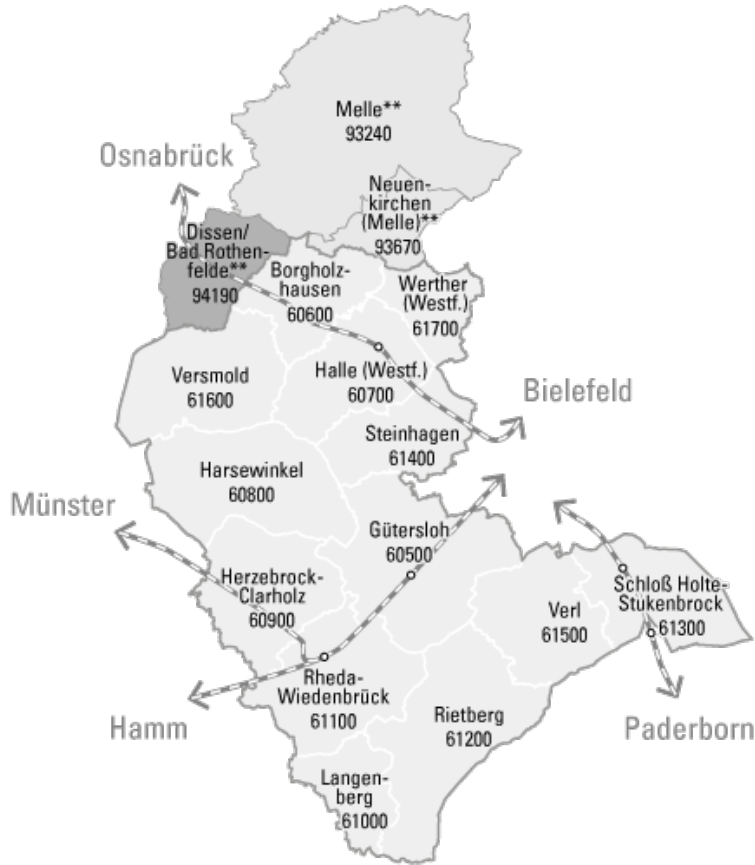 Melle**
93240
Osnabrück
Neuen-
kirchen
(Melle)**
93670
Dissen/
Bad Rothen-
felde**
94190
Borgholz-
hausen
60600
Werther
(Westf.)
61700
Versmold
61600
Halle (Westf.)
60700
Bielefeld
Steinhagen
61400
Harsewinkel
60800
Münster
Gütersloh
60500
Herzebrock-
Clarholz
60900
Schloß Holte-
Stukenbrock
61300
Verl
61500
Rheda-
Wiedenbrück
61100
Hamm
Rietberg
61200
Paderborn
Langen-
berg
61000